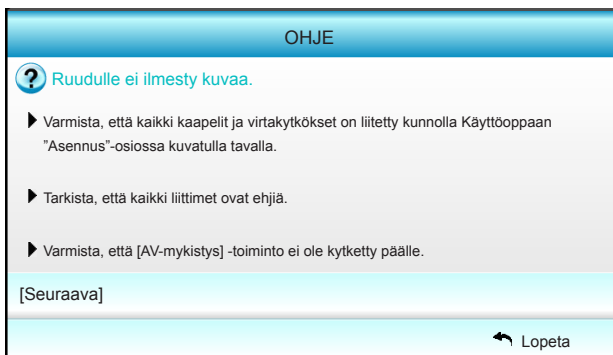 OHJE
Ruudulle ei ilmesty kuvaa.
Varmista, että kaikki kaapelit ja virtakytkökset on liitetty kunnolla Käyttöoppaan
"Asennus"-osiossa kuvatulla tavalla.
Tarkista, että kaikki liittimet ovat ehjiä.
Varmista, että [AV-mykistys] -toiminto ei ole kytketty päälle.
[Seuraava]
Lopeta